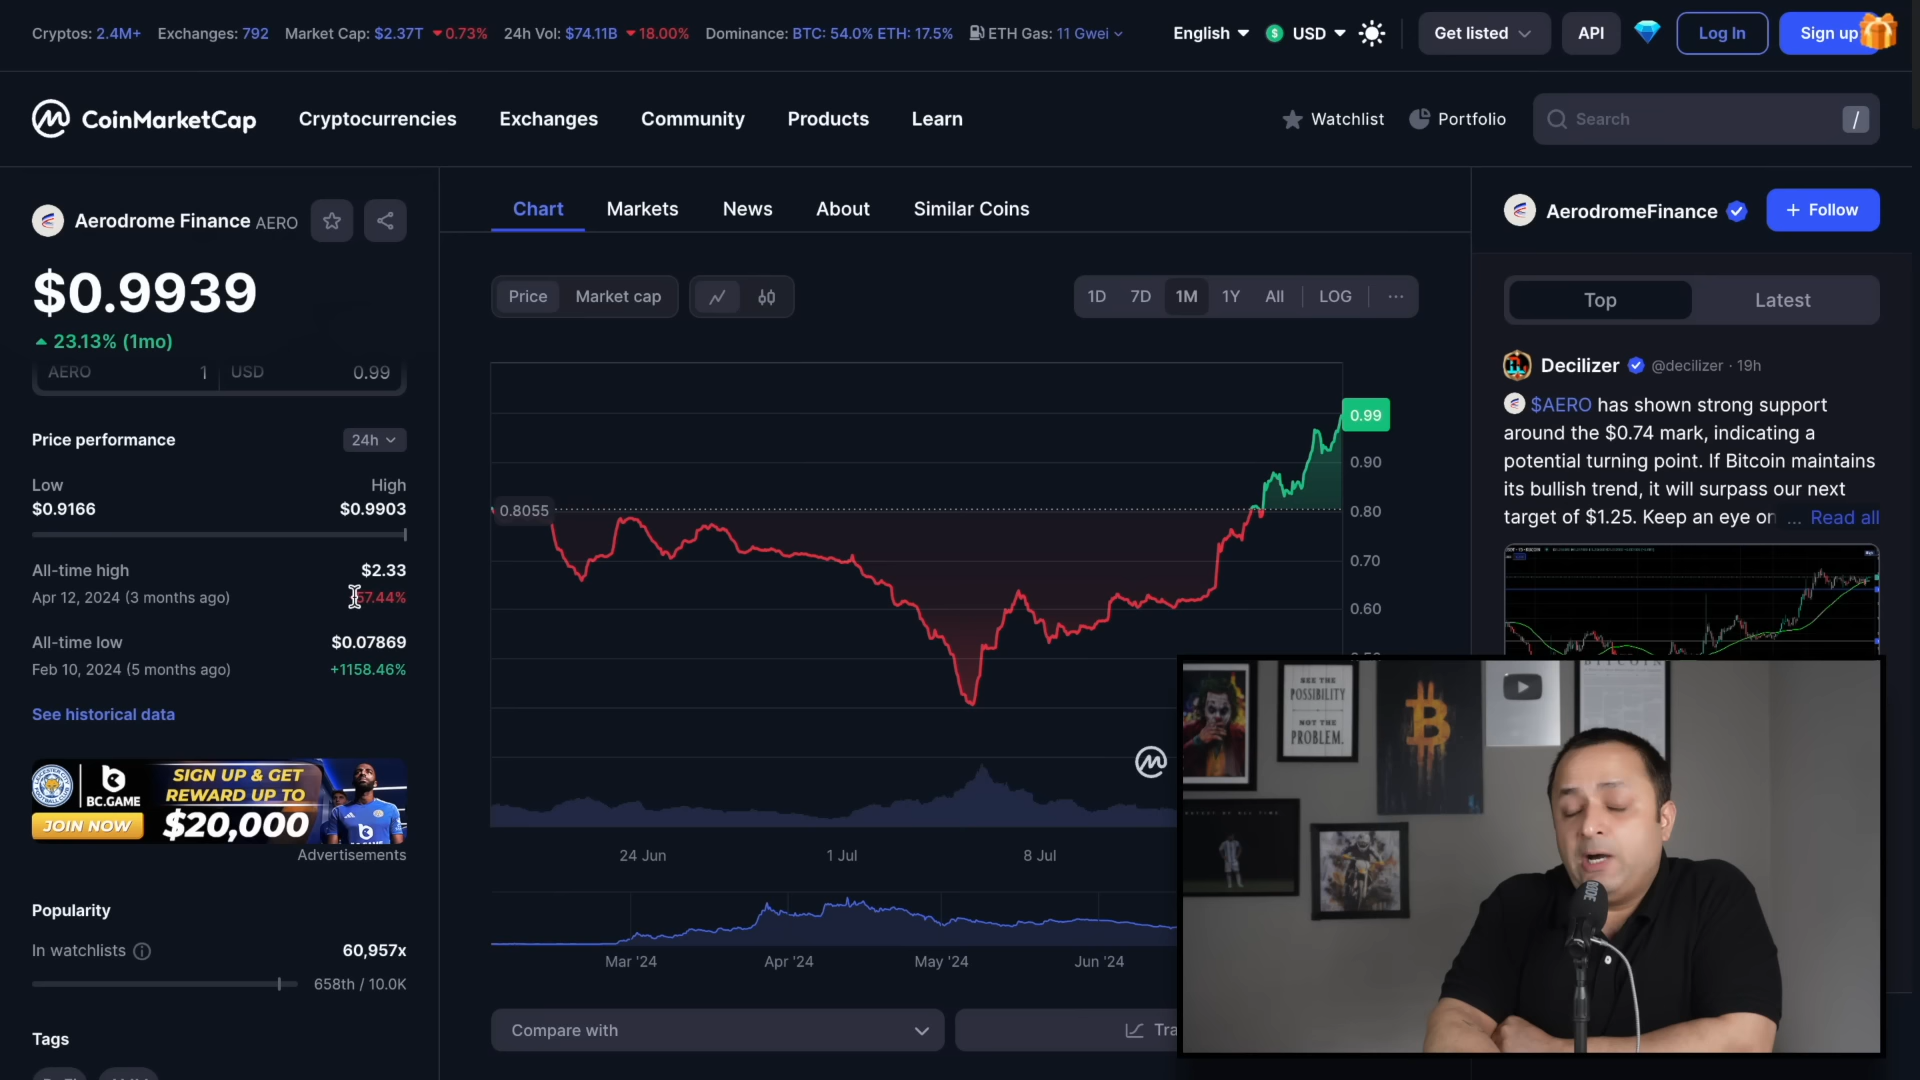 Cryptos: 2.4M+ Exchanges: 792 Market Cap: $2.37T 0.73% 24h Vol: $74.11B 18.00% Dominance: BTC: 54.0% ETH: 17.5% ETH Gas: 11 Gwei English USD Get listed API Log In Sign up
CoinMarketCap Cryptocurrencies Exchanges Community Products Learn Watchlist Portfolio Search /
Aerodrome Finance AERO
$0.9939
23.13% (1mo)
AERO 1 USD 0.99
Price performance 24h
Low High
$0.9166 $0.9903
All-time high $2.33
Apr 12, 2024 (3 months ago) 57.44%
All-time low $0.07869
Feb 10, 2024 (5 months ago) +1158.46%
See historical data
BC.GAME
SIGN UP & GET
REWARD UP TO
$20,000
JOIN NOW
Advertisements
Popularity
In watchlists 60,957x
658th / 10.0K
Tags
Chart Markets News About Similar Coins
Price Market cap 1D 7D 1M 1Y All LOG ...
0.99
0.90
0.8055 0.80
0.70
0.60
24 Jun 1 Jul 8 Jul
Mar '24 Apr '24 May '24 Jun '24
Compare with
Tra
AerodromeFinance + Follow
Top Latest
Decilizer @decilizer · 19h
$AERO has shown strong support
around the $0.74 mark, indicating a
potential turning point. If Bitcoin maintains
its bullish trend, it will surpass our next
target of $1.25. Keep an eye on ... Read all
SEE THE
POSSIBILITY
NOT THE
PROBLEM.
BITCOIN
RODE